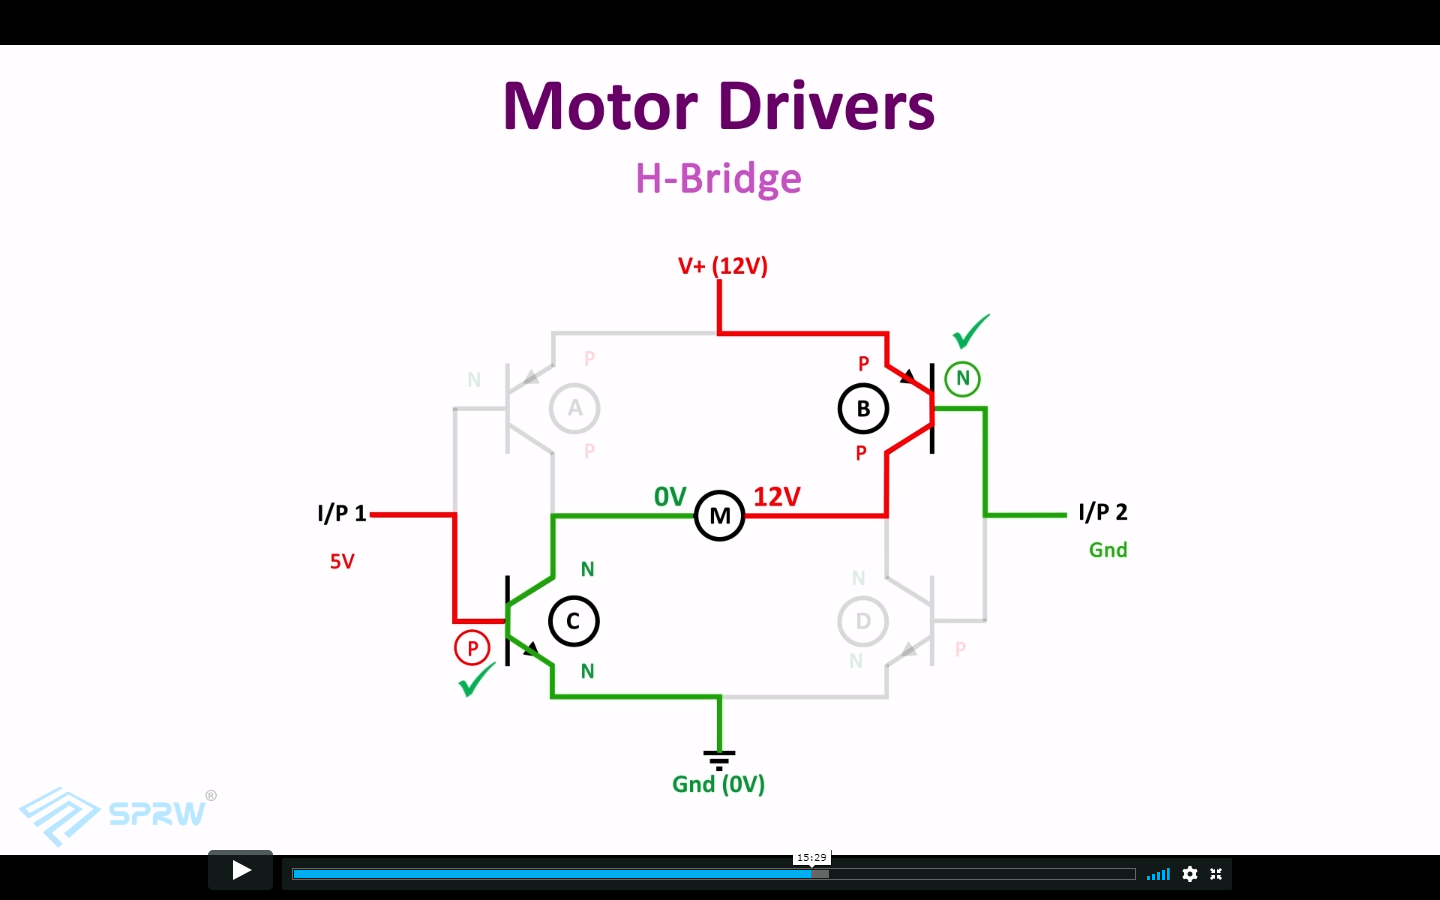 Motor Drivers
H-Bridge
V+ (12V)
P
P
N
N
A
B
P
P
0V
12V
I/P 1
M
I/P 2
5V
Gnd
N
N
C
D
P
P
N
N
Gnd (0V)
SPRW®
15:29